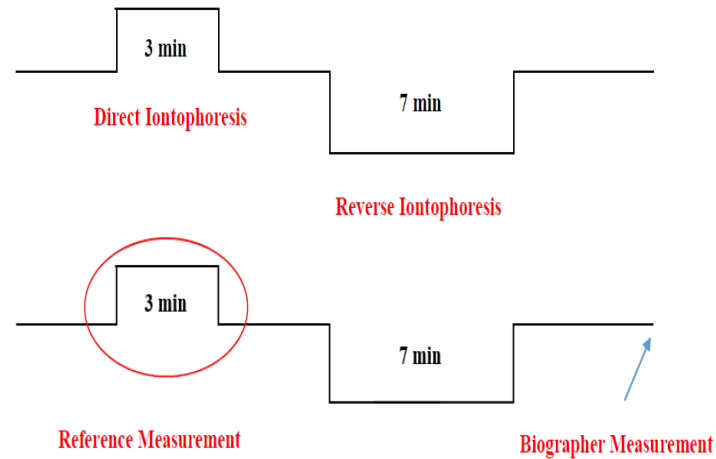 3 min
Direct Iontophoresis
7 min
Reverse Iontophoresis
3 min
7 min
Reference Measurement
Biographer Measurement